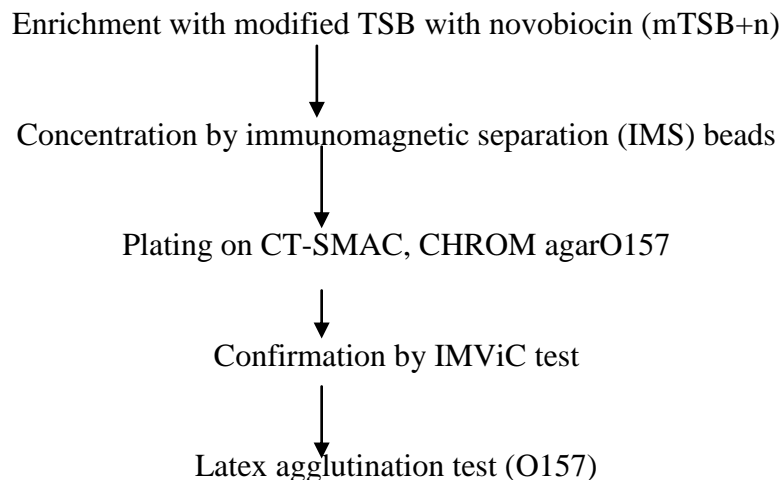 Enrichment with modified TSB with novobiocin (mTSB+n)
Concentration by immunomagnetic separation (IMS) beads
Plating on CT-SMAC, CHROM agarO157
Confirmation by IMViC test
Latex agglutination test (O157)